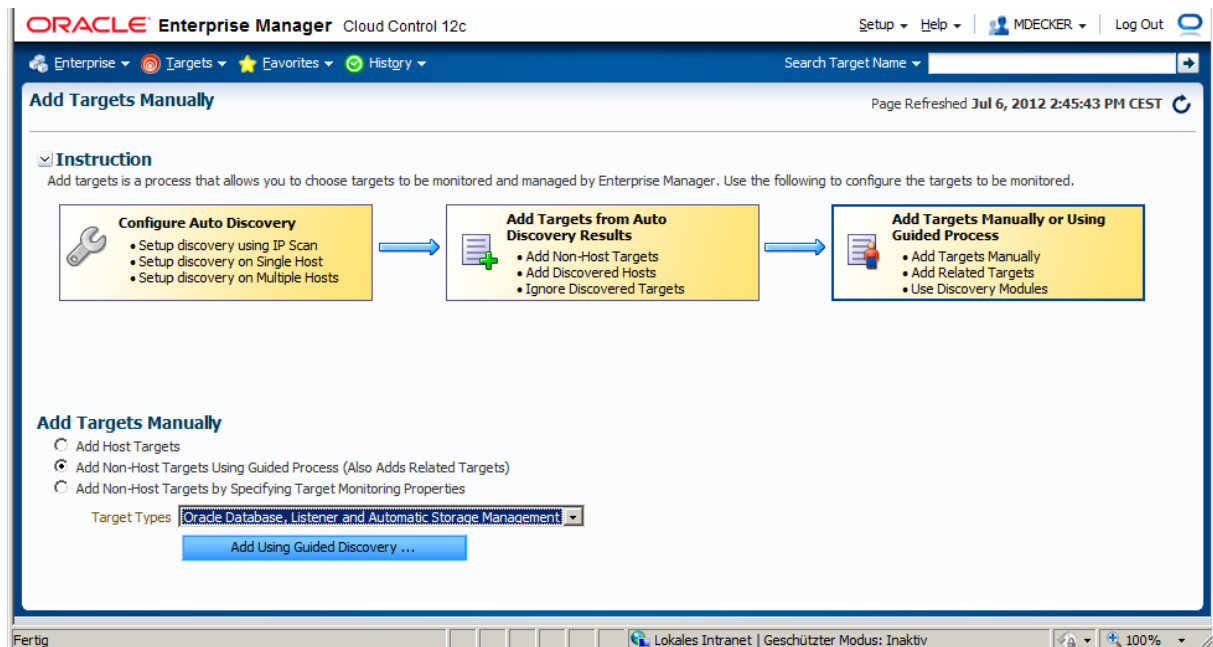 ORACLE Enterprise Manager Cloud Control 12c
Setup Help MDECKER Log Out
Enterprise Targets Favorites History
Search Target Name
Add Targets Manually
Page Refreshed Jul 6, 2012 2:45:43 PM CEST
Instruction
Add targets is a process that allows you to choose targets to be monitored and managed by Enterprise Manager. Use the following to configure the targets to be monitored.
Configure Auto Discovery
• Setup discovery using IP Scan
• Setup discovery on Single Host
• Setup discovery on Multiple Hosts
Add Targets from Auto
Discovery Results
• Add Non-Host Targets
• Add Discovered Hosts
• Ignore Discovered Targets
Add Targets Manually or Using
Guided Process
• Add Targets Manually
• Add Related Targets
• Use Discovery Modules
Add Targets Manually
Add Host Targets
Add Non-Host Targets Using Guided Process (Also Adds Related Targets)
Add Non-Host Targets by Specifying Target Monitoring Properties
Target Types Oracle Database, Listener and Automatic Storage Management
Add Using Guided Discovery ...
Fertig
Lokales Intranet | Geschützter Modus: Inaktiv
100%